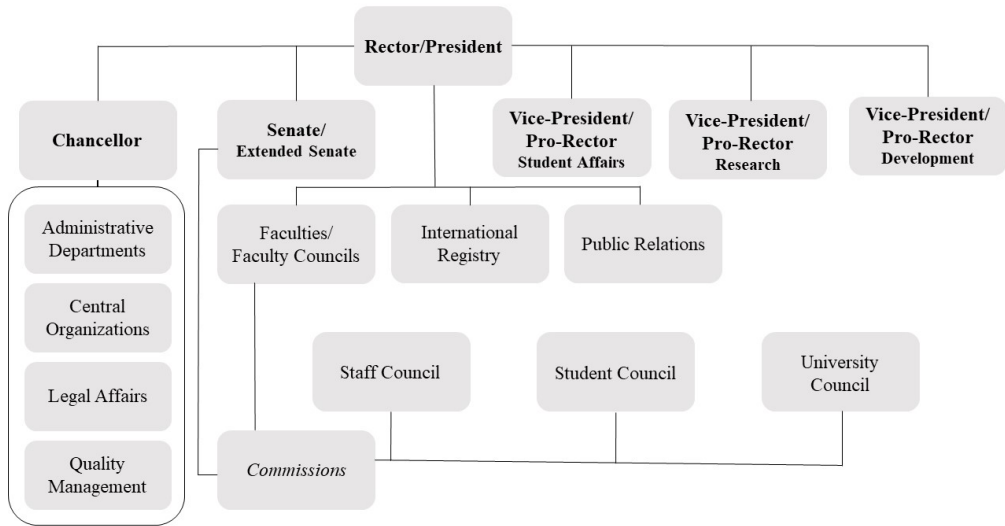 Rector/President
Chancellor
Senate/
Extended Senate
Vice-President/
Pro-Rector
Student Affairs
Vice-President/
Pro-Rector
Research
Vice-President/
Pro-Rector
Development
Administrative
Departments
Central
Organizations
Legal Affairs
Quality
Management
Faculties/
Faculty Councils
International
Registry
Public Relations
Staff Council
Student Council
University
Council
Commissions